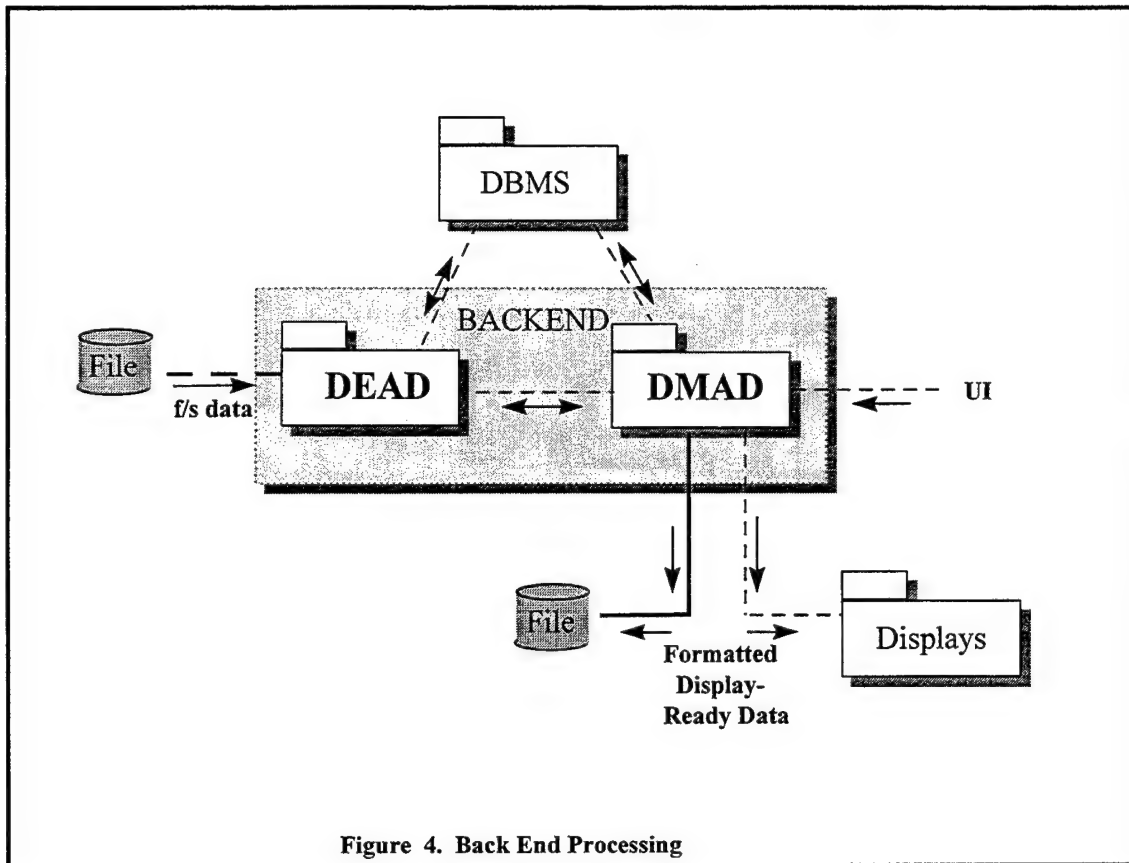 DBMS
BACKEND
File
DEAD
DMAD
UI
f/s data
File
Displays
Formatted
Display-
Ready Data
Figure 4. Back End Processing